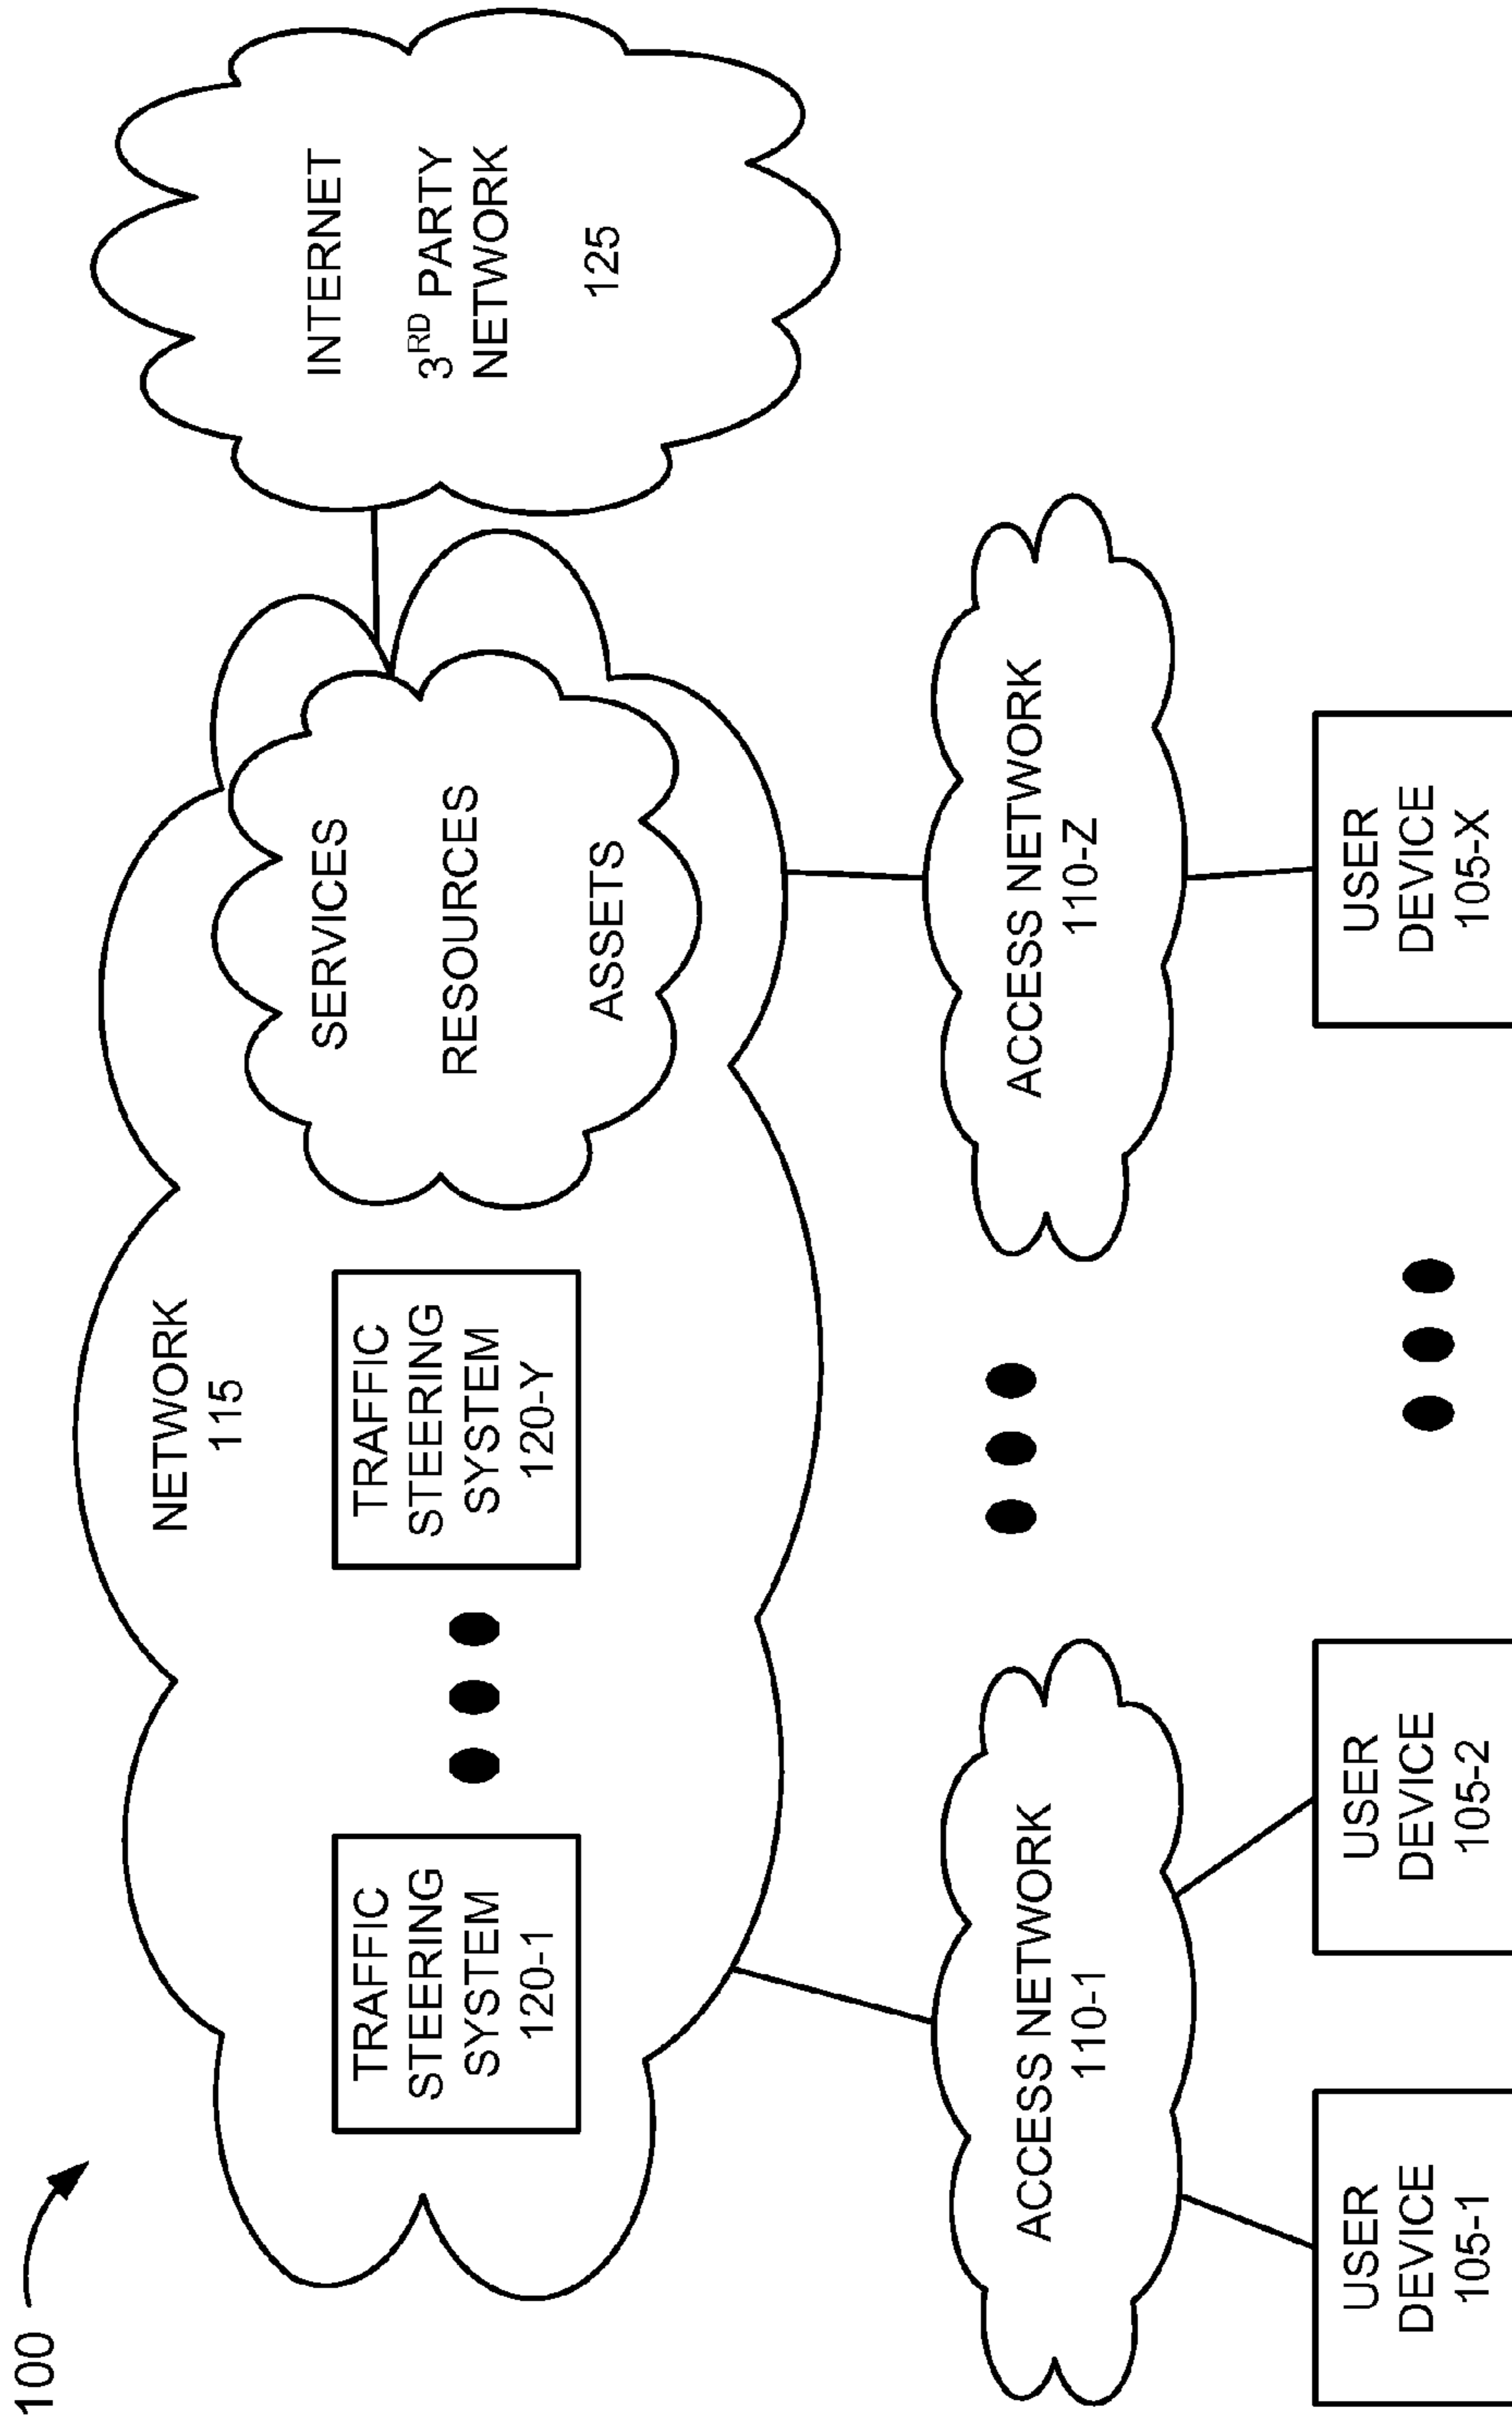 100
NETWORK
115
TRAFFIC
STEERING
SYSTEM
120-1
TRAFFIC
STEERING
SYSTEM
120-Y
SERVICES
RESOURCES
ASSETS
INTERNET
3RD PARTY
NETWORK
125
ACCESS NETWORK
110-1
ACCESS NETWORK
110-Z
USER
DEVICE
105-1
USER
DEVICE
105-2
USER
DEVICE
105-X